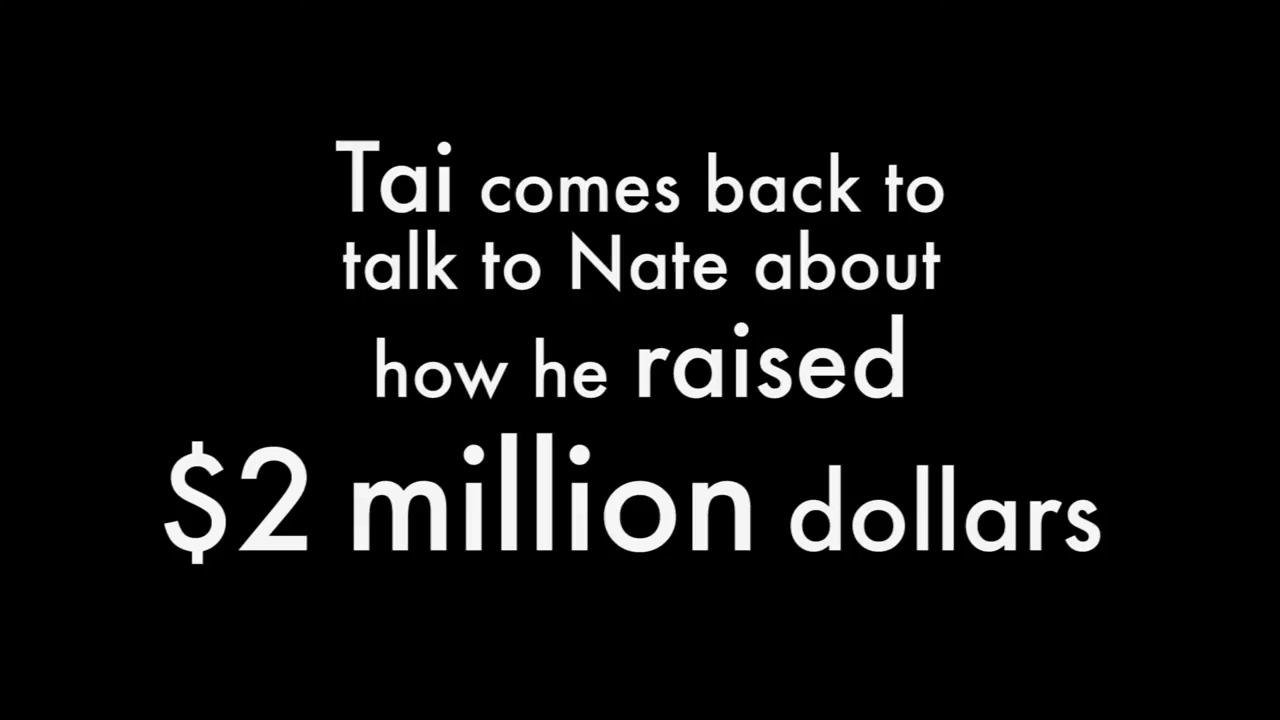 Tai comes back to
talk to Nate about
how he raised
$2 million dollars